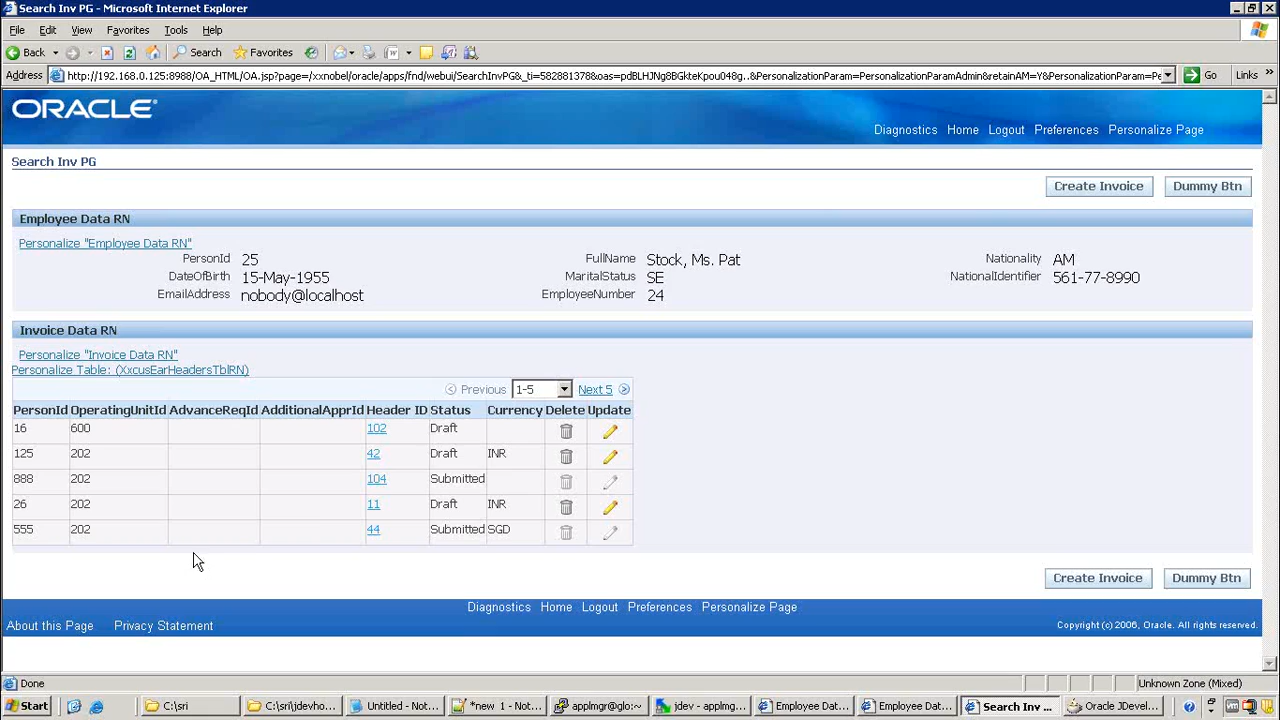 Search Inv PG - Microsoft Internet Explorer
File Edit View Favorites Tools Help
Back Search Favorites
Address http://192.168.0.125:8988/OA_HTML/OA.jsp?page=/xxnobel/oracle/apps/fnd/webui/SearchInvPG&_ti=582881378&oas=pdBLHJNg8BGkteKpou048g..&PersonalizationParam=PersonalizationParamAdmin&retainAM=Y&PersonalizationParam=Pe Go Links »
ORACLE
Diagnostics Home Logout Preferences Personalize Page
Search Inv PG
Create Invoice Dummy Btn
Employee Data RN
Personalize "Employee Data RN"
PersonId 25 FullName Stock, Ms. Pat Nationality AM
DateOfBirth 15-May-1955 MaritalStatus SE NationalIdentifier 561-77-8990
EmailAddress nobody@localhost EmployeeNumber 24
Invoice Data RN
Personalize "Invoice Data RN"
Personalize Table: (XxcusEarHeadersTblRN)
Previous 1-5 Next 5
PersonId OperatingUnitId AdvanceReqId AdditionalApprId Header ID Status Currency Delete Update
16 600 102 Draft
125 202 42 Draft INR
888 202 104 Submitted
26 202 11 Draft INR
555 202 44 Submitted SGD
Create Invoice Dummy Btn
Diagnostics Home Logout Preferences Personalize Page
About this Page Privacy Statement Copyright (c) 2006, Oracle. All rights reserved.
Done Unknown Zone (Mixed)
Start C:\sri C:\sri\jdevho... Untitled - Not... *new 1 - Not... applmgr@glo:~ jdev - applmg... Employee Dat... Employee Dat... Search Inv ... Oracle JDevel...